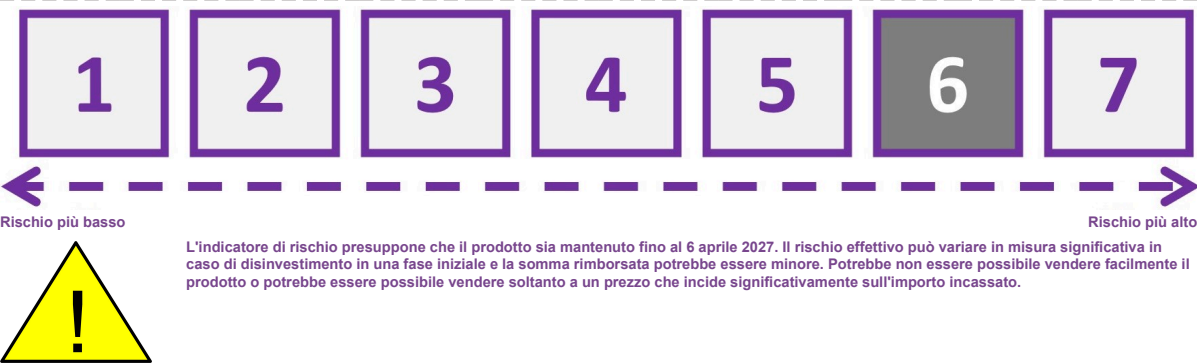 1 2 3 4 5 6 7
Rischio più basso Rischio più alto
L'indicatore di rischio presuppone che il prodotto sia mantenuto fino al 6 aprile 2027. Il rischio effettivo può variare in misura significativa in
caso di disinvestimento in una fase iniziale e la somma rimborsata potrebbe essere minore. Potrebbe non essere possibile vendere facilmente il
prodotto o potrebbe essere possibile vendere soltanto a un prezzo che incide significativamente sull'importo incassato.
!